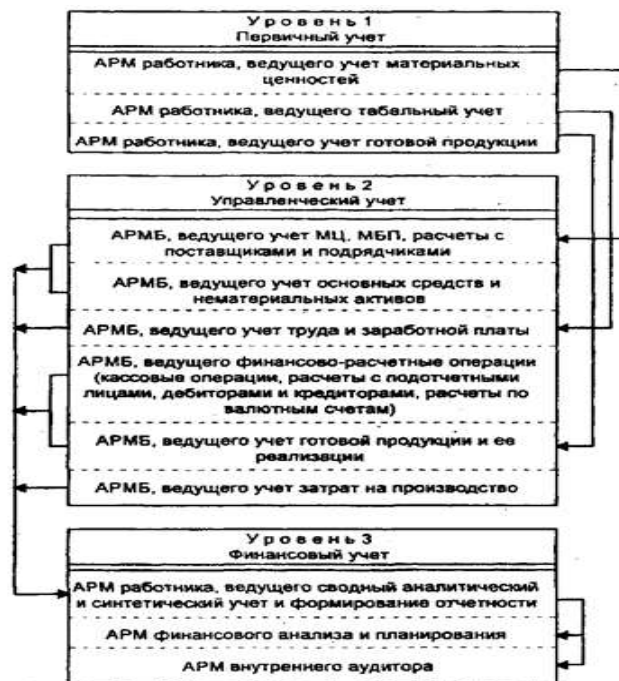 Уровень 1
Первичный учет
АРМ работника, ведущего учет материальных
ценностей
АРМ работника, ведущего табельный учет
АРМ работника, ведущего учет готовой продукции
Уровень 2
Управленческий учет
АРМБ, ведущего учет МЦ, МБП, расчеты с
поставщиками и подрядчиками
АРМБ, ведущего учет основных средств и
нематериальных активов
АРМБ, ведущего учет труда и заработной платы
АРМБ, ведущего финансово-расчетные операции
(кассовые операции, расчеты с подотчетными
лицами, дебиторами и кредиторами, расчеты по
валютным счетам)
АРМБ, ведущего учет готовой продукции и ее
реализации
АРМБ, ведущего учет затрат на производство
Уровень 3
Финансовый учет
АРМ работника, ведущего сводный аналитический
и синтетический учет и формирование отчетности
АРМ финансового анализа и планирования
АРМ внутреннего аудитора